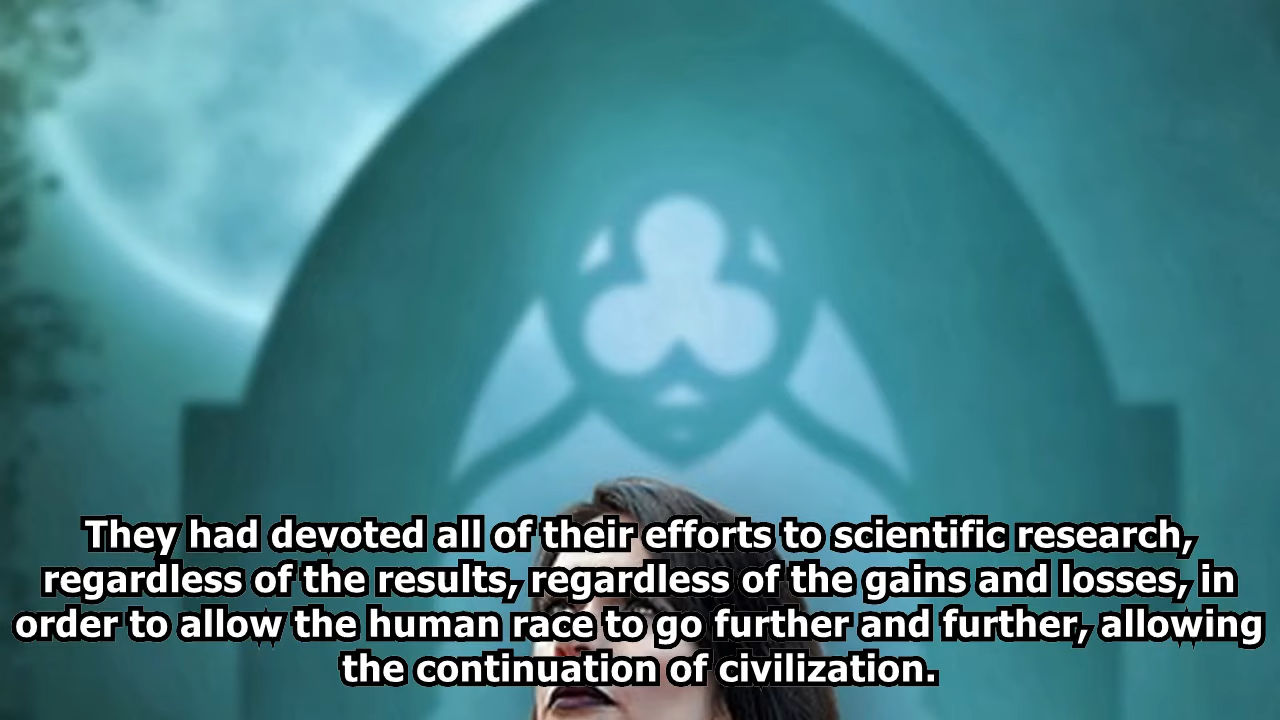 They had devoted all of their efforts to scientific research,
regardless of the results, regardless of the gains and losses, in
order to allow the human race to go further and further, allowing
the continuation of civilization.